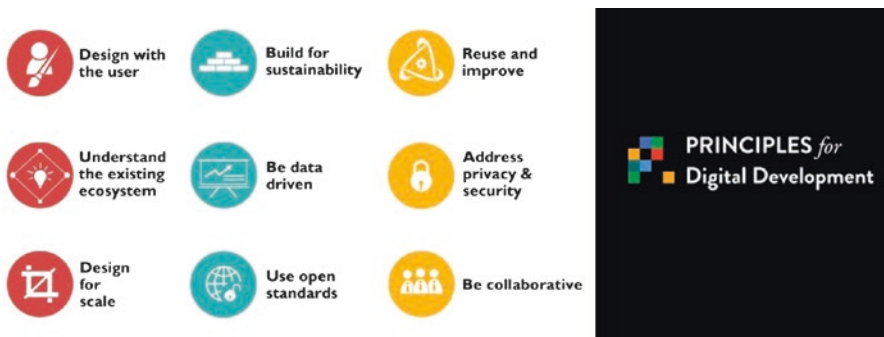 Design with
the user
Build for
sustainability
Reuse and
improve
Understand
the existing
ecosystem
Be data
driven
Address
privacy &
security
Design
for
scale
Use open
standards
Be collaborative
PRINCIPLES for
Digital Development